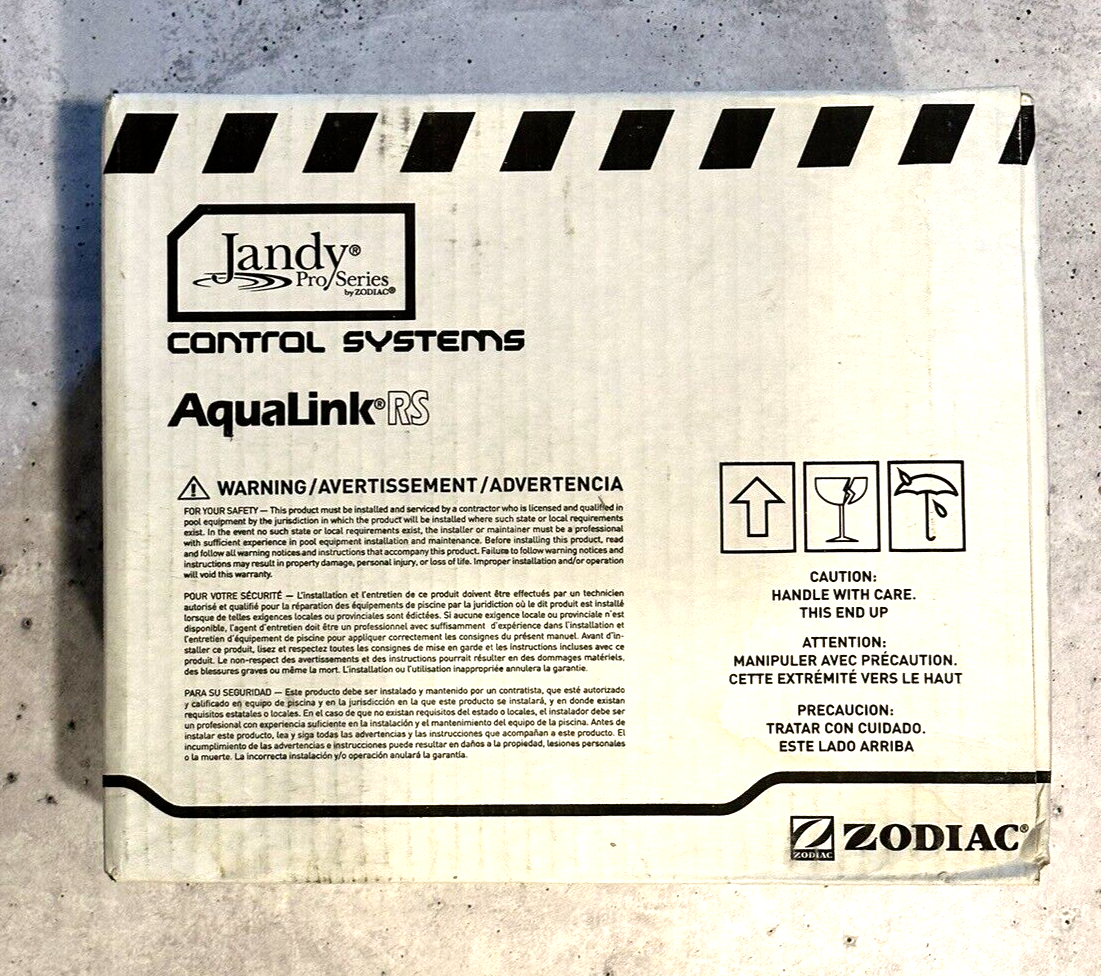 Jandy®
Pro Series
by ZODIAC®
CONTROL SYSTEMS
AquaLink® RS
WARNING/AVERTISSEMENT/ADVERTENCIA
FOR YOUR SAFETY — This product must be installed and serviced by a contractor who is licensed and qualified in
pool equipment by the jurisdiction in which the product will be installed where such state or local requirements
exist. In the event no such state or local requirements exist, the installer or maintainer must be a professional
with sufficient experience in pool equipment installation and maintenance. Before installing this product, read
and follow all warning notices and instructions that accompany this product. Failure to follow warning notices and
instructions may result in property damage, personal injury, or loss of life. Improper installation and/or operation
will void this warranty.
POUR VOTRE SÉCURITÉ — L'installation et l'entretien de ce produit doivent être effectués par un technicien
autorisé et qualifié pour la réparation des équipements de piscine par la juridiction où le dit produit est installé
lorsque de telles exigences locales ou provinciales sont édictées. Si aucune exigence locale ou provinciale n'est
disponible, l'agent d'entretien doit être un professionnel avec suffisamment d'expérience dans l'installation et
l'entretien d'équipement de piscine pour appliquer correctement les consignes du présent manuel. Avant d'in-
staller ce produit, lisez et respectez toutes les consignes de mise en garde et les instructions incluses avec ce
produit. Le non-respect des avertissements et des instructions pourrait résulter en des dommages matériels,
des blessures graves ou même la mort. L'installation ou l'utilisation inappropriée annulera la garantie.
PARA SU SEGURIDAD — Este producto debe ser instalado y mantenido por un contratista, que esté autorizado
y calificado en equipo de piscina y en la jurisdicción en la que este producto se instalará, y en donde existan
requisitos estatales o locales. En el caso de que no existan requisitos del estado o locales, el instalador debe ser
un profesional con experiencia suficiente en la instalación y el mantenimiento del equipo de la piscina. Antes de
instalar este producto, lea y siga todas las advertencias y las instrucciones que acompañan a este producto. El
incumplimiento de las advertencias e instrucciones puede resultar en daños a la propiedad, lesiones personales
o la muerte. La incorrecta instalación y/o operación anulará la garantía.
CAUTION:
HANDLE WITH CARE.
THIS END UP
ATTENTION:
MANIPULER AVEC PRÉCAUTION.
CETTE EXTRÉMITÉ VERS LE HAUT
PRECAUCION:
TRATAR CON CUIDADO.
ESTE LADO ARRIBA
ZODIAC
ZODIAC®